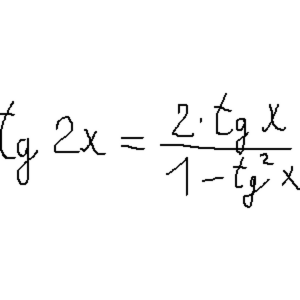 tg 2x = 2·tg x / 1 - tg² x